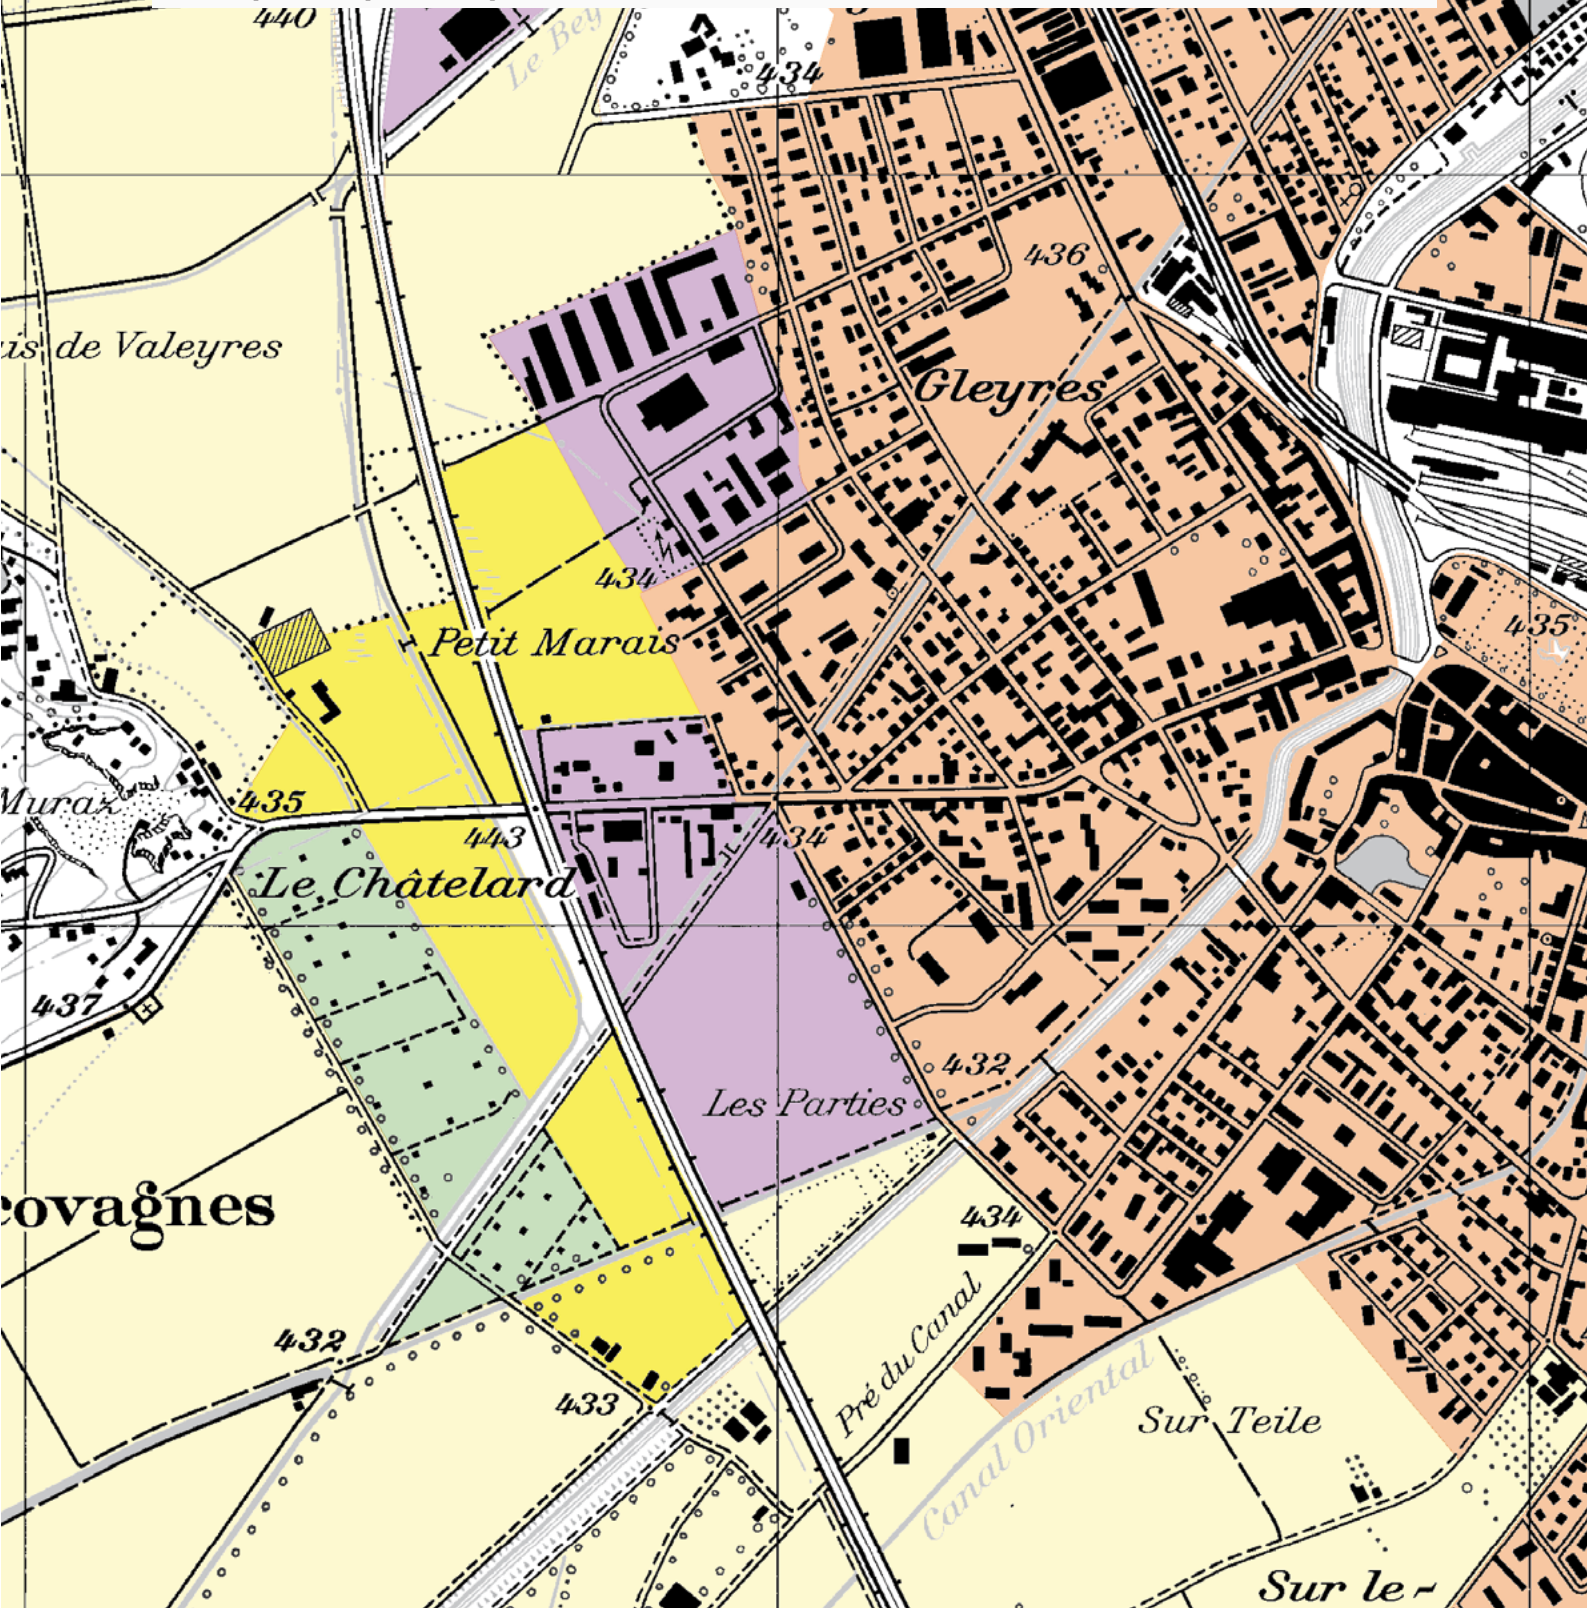 440
Le Bey
434
436
is de Valeyres
Gleyres
434
435
Petit Marais
Muraz
435
443
434
Le Châtelard
437
432
Les Parties
ovagnes
434
432
Pré du Canal
433
Canal Oriental
Sur Teile
Sur le-